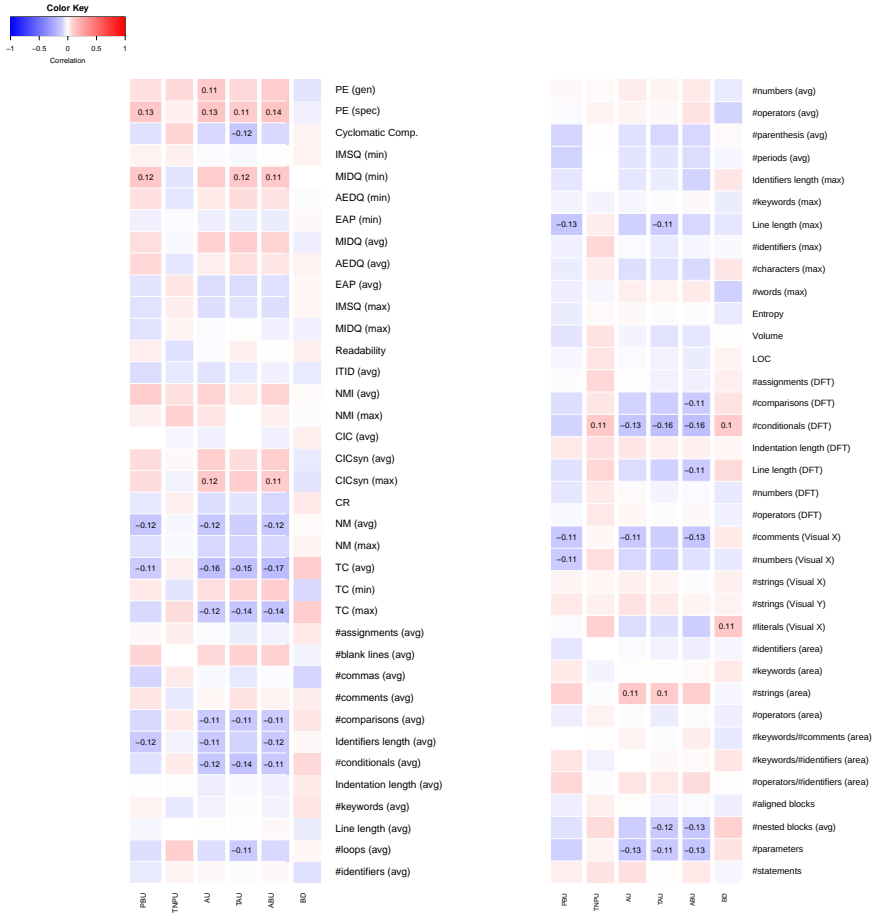 Color Key
−1 −0.5 0 0.5 1
Correlation
0.11 PE (gen)
0.13 0.13 0.11 0.14 PE (spec)
−0.12 Cyclomatic Comp.
IMSQ (min)
0.12 0.12 0.11 MIDQ (min)
AEDQ (min)
EAP (min)
MIDQ (avg)
AEDQ (avg)
EAP (avg)
IMSQ (max)
MIDQ (max)
Readability
ITID (avg)
NMI (avg)
NMI (max)
CIC (avg)
CICsyn (avg)
0.12 0.11 CICsyn (max)
CR
−0.12 −0.12 −0.12 NM (avg)
NM (max)
−0.11 −0.16 −0.15 −0.17 TC (avg)
TC (min)
−0.12 −0.14 −0.14 TC (max)
#assignments (avg)
#blank lines (avg)
#commas (avg)
#comments (avg)
−0.11 −0.11 −0.11 #comparisons (avg)
−0.12 −0.11 −0.12 Identifiers length (avg)
−0.12 −0.14 −0.11 #conditionals (avg)
Indentation length (avg)
#keywords (avg)
Line length (avg)
−0.11 #loops (avg)
#identifiers (avg)
PBU TNPU AU TAU ABU BD
#numbers (avg)
#operators (avg)
#parenthesis (avg)
#periods (avg)
Identifiers length (max)
#keywords (max)
−0.13 −0.11 Line length (max)
#identifiers (max)
#characters (max)
#words (max)
Entropy
Volume
LOC
#assignments (DFT)
−0.11 #comparisons (DFT)
0.11 −0.13 −0.16 −0.16 0.1 #conditionals (DFT)
Indentation length (DFT)
−0.11 Line length (DFT)
#numbers (DFT)
#operators (DFT)
−0.11 −0.11 −0.13 #comments (Visual X)
−0.11 #numbers (Visual X)
#strings (Visual X)
#strings (Visual Y)
0.11 #literals (Visual X)
#identifiers (area)
#keywords (area)
0.11 0.1 #strings (area)
#operators (area)
#keywords/#comments (area)
#keywords/#identifiers (area)
#operators/#identifiers (area)
#aligned blocks
−0.12 −0.13 #nested blocks (avg)
−0.13 −0.11 −0.13 #parameters
#statements
PBU TNPU AU TAU ABU BD